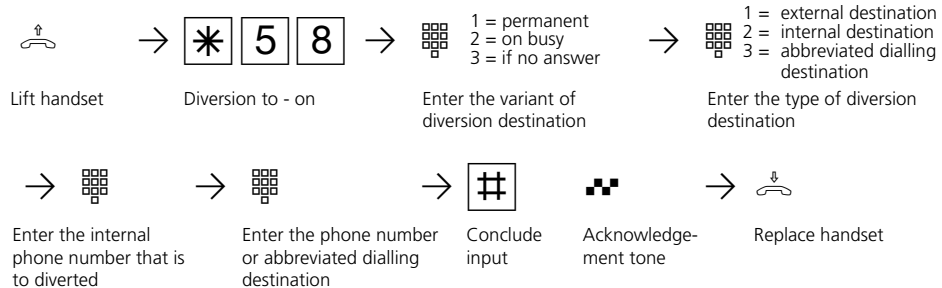 * 5 8
1 = permanent
2 = on busy
3 = if no answer
1 = external destination
2 = internal destination
3 = abbreviated dialling
destination
Lift handset
Diversion to - on
Enter the variant of
diversion destination
Enter the type of diversion
destination
#
Enter the internal
phone number that is
to diverted
Enter the phone number
or abbreviated dialling
destination
Conclude
input
Acknowledge-
ment tone
Replace handset